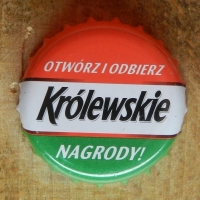 OTWÓRZ I ODBIERZ
Królewskie
NAGRODY!